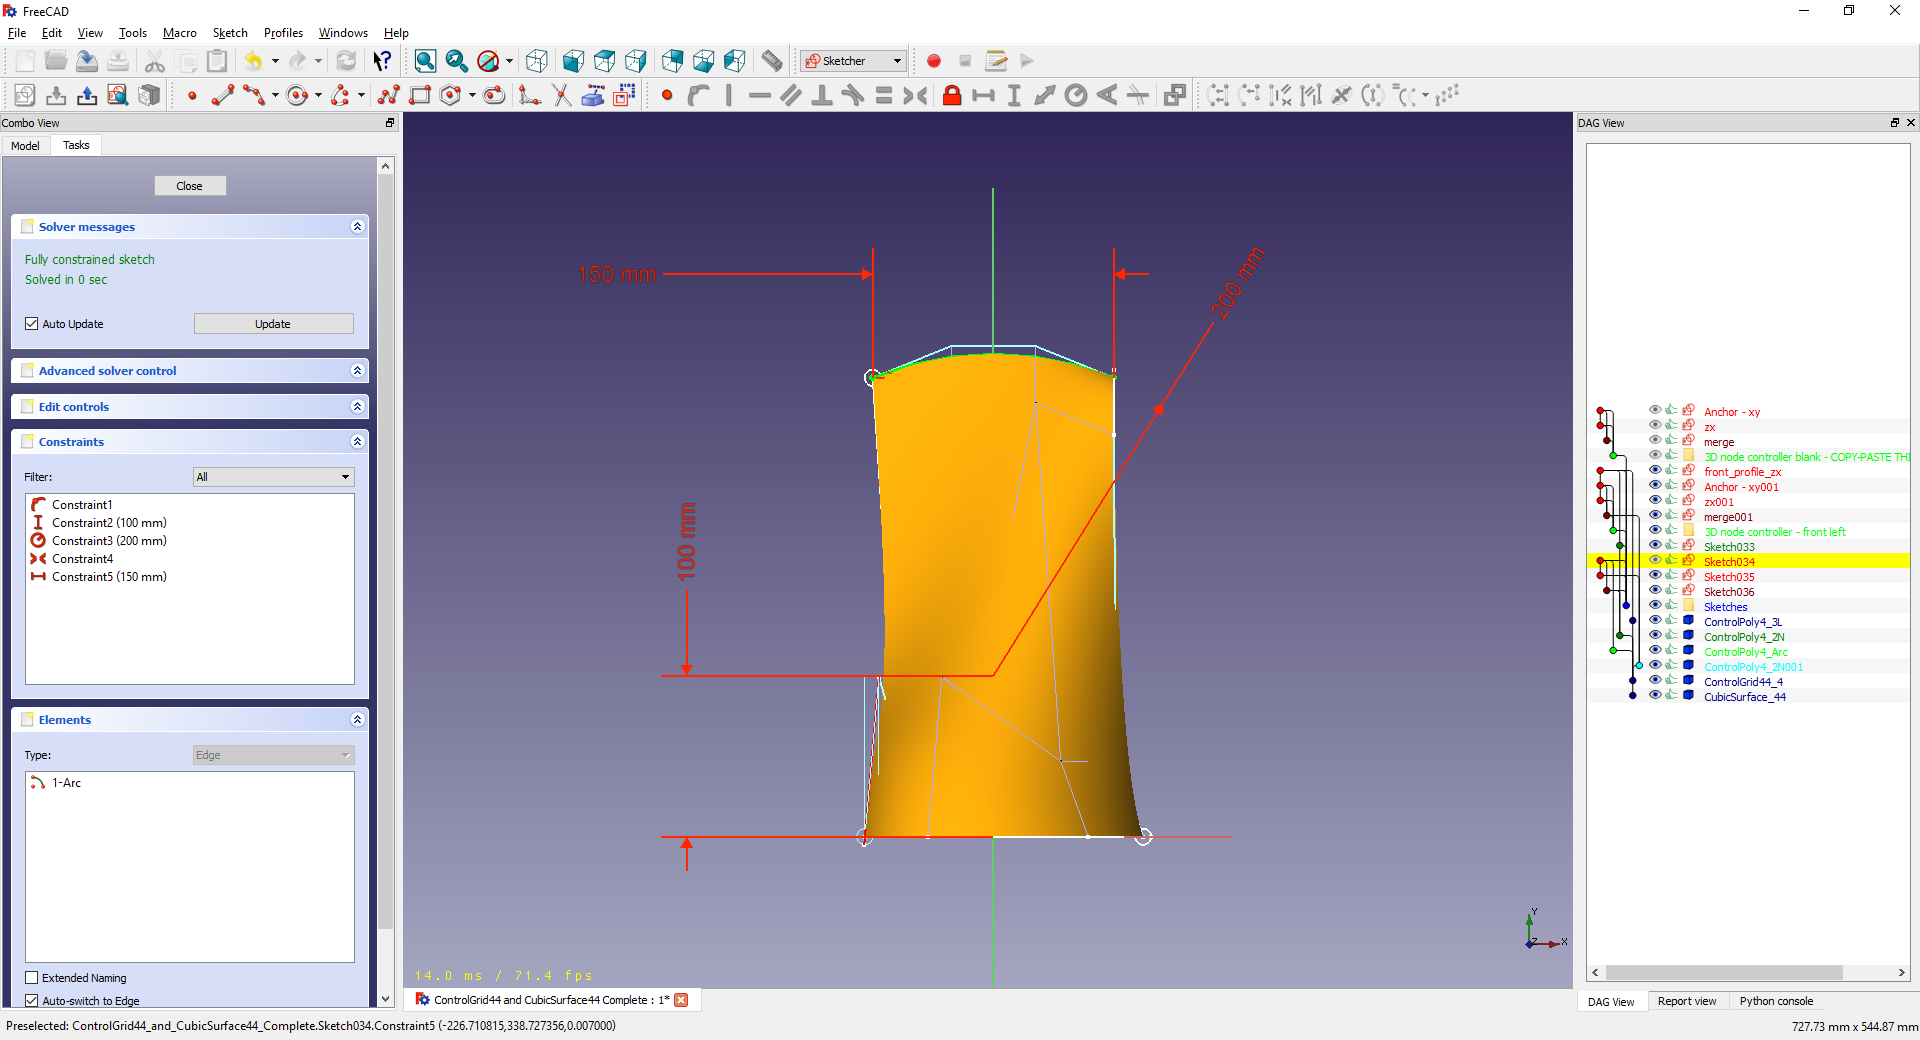 FreeCAD
File Edit View Tools Macro Sketch Profiles Windows Help
Sketcher
Combo View
Model Tasks
Close
Solver messages
Fully constrained sketch
Solved in 0 sec
Auto Update Update
Advanced solver control
Edit controls
Constraints
Filter: All
Constraint1
Constraint2 (100 mm)
Constraint3 (200 mm)
Constraint4
Constraint5 (150 mm)
Elements
Type: Edge
1-Arc
Extended Naming
Auto-switch to Edge
150 mm
200 mm
100 mm
Y
Z
X
14.0 ms / 71.4 fps
ControlGrid44 and CubicSurface44 Complete : 1*
DAG View
Anchor - xy
zx
merge
3D node controller blank - COPY-PASTE THI
front_profile_zx
Anchor - xy001
zx001
merge001
3D node controller - front left
Sketch033
Sketch034
Sketch035
Sketch036
Sketches
ControlPoly4_3L
ControlPoly4_2N
ControlPoly4_Arc
ControlPoly4_2N001
ControlGrid44_4
CubicSurface_44
DAG View Report view Python console
Preselected: ControlGrid44_and_CubicSurface44_Complete.Sketch034.Constraint5 (-226.710815,338.727356,0.007000)
727.73 mm x 544.87 mm